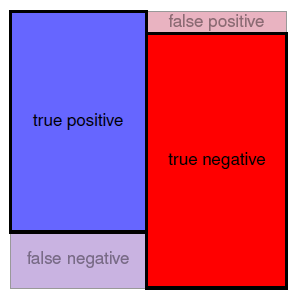 false positive
true positive
true negative
false negative